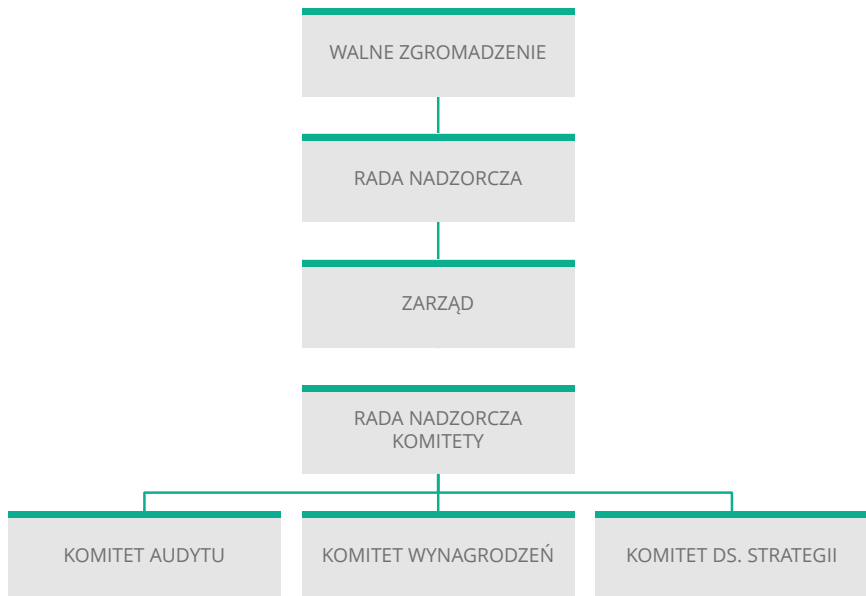 WALNE ZGROMADZENIE
RADA NADZORCZA
ZARZĄD
RADA NADZORCZA
KOMITETY
KOMITET AUDYTU
KOMITET WYNAGRODZEŃ
KOMITET DS. STRATEGII